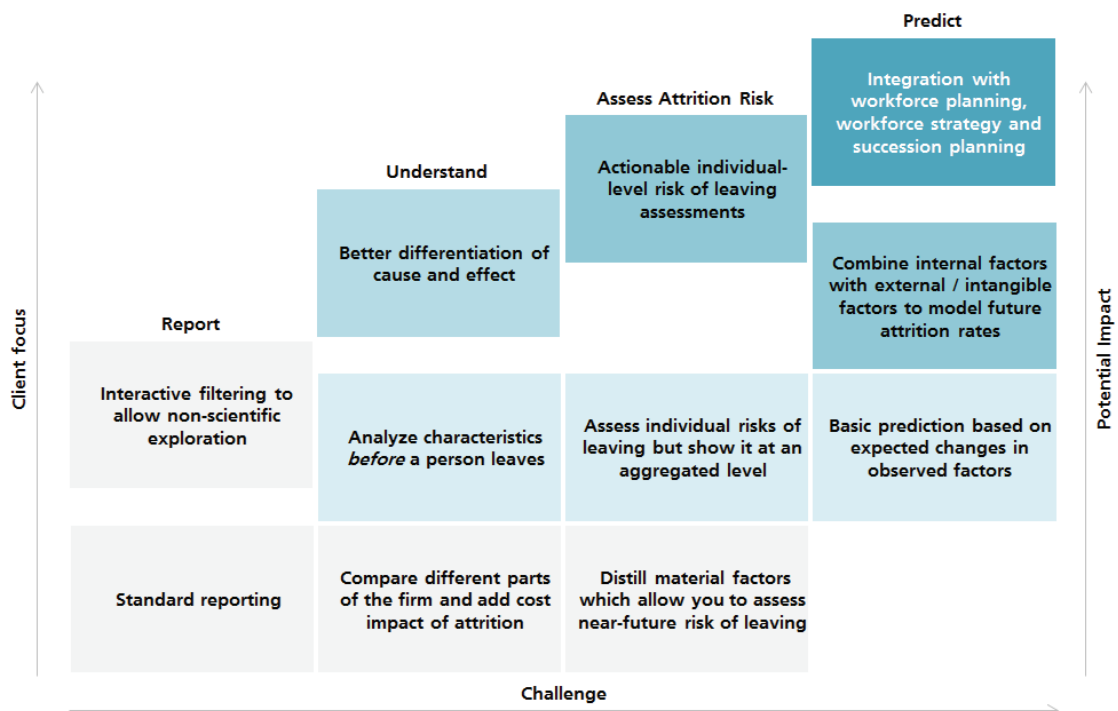 Predict
Integration with
workforce planning,
workforce strategy and
succession planning
Assess Attrition Risk
Actionable individual-
level risk of leaving
assessments
Understand
Better differentiation of
cause and effect
Combine internal factors
with external / intangible
factors to model future
attrition rates
Report
Interactive filtering to
allow non-scientific
exploration
Analyze characteristics
before a person leaves
Assess individual risks of
leaving but show it at an
aggregated level
Basic prediction based on
expected changes in
observed factors
Standard reporting
Compare different parts
of the firm and add cost
impact of attrition
Distill material factors
which allow you to assess
near-future risk of leaving
Client focus
Potential Impact
Challenge